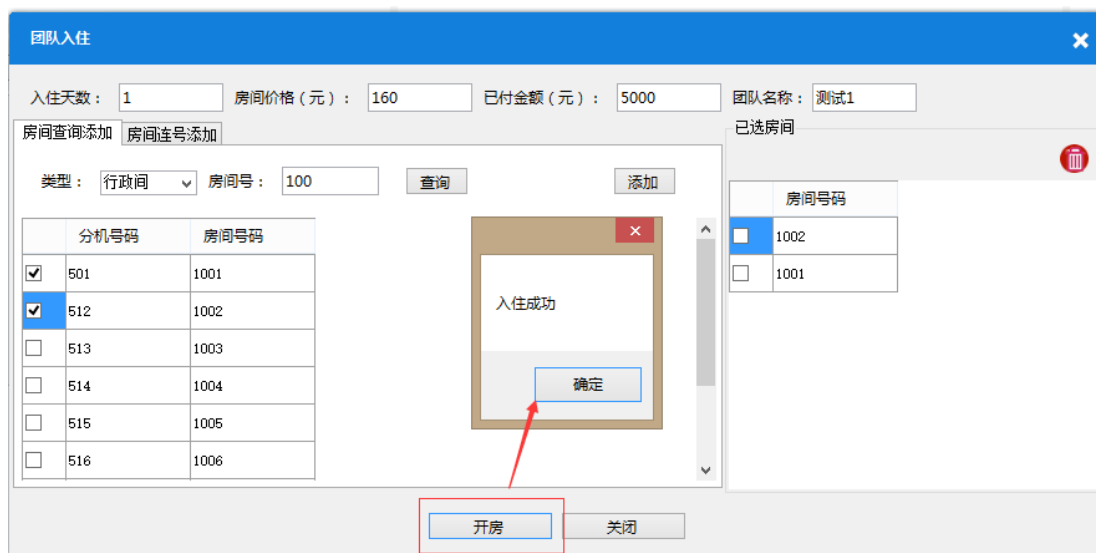 团队入住
入住天数： 1 房间价格（元）： 160 已付金额（元）： 5000 团队名称： 测试1
房间查询添加 房间连号添加 已选房间
类型： 行政间 房间号： 100 查询 添加
分机号码 房间号码
501 1001
512 1002
513 1003
514 1004
515 1005
516 1006
入住成功
确定
房间号码
1002
1001
开房 关闭